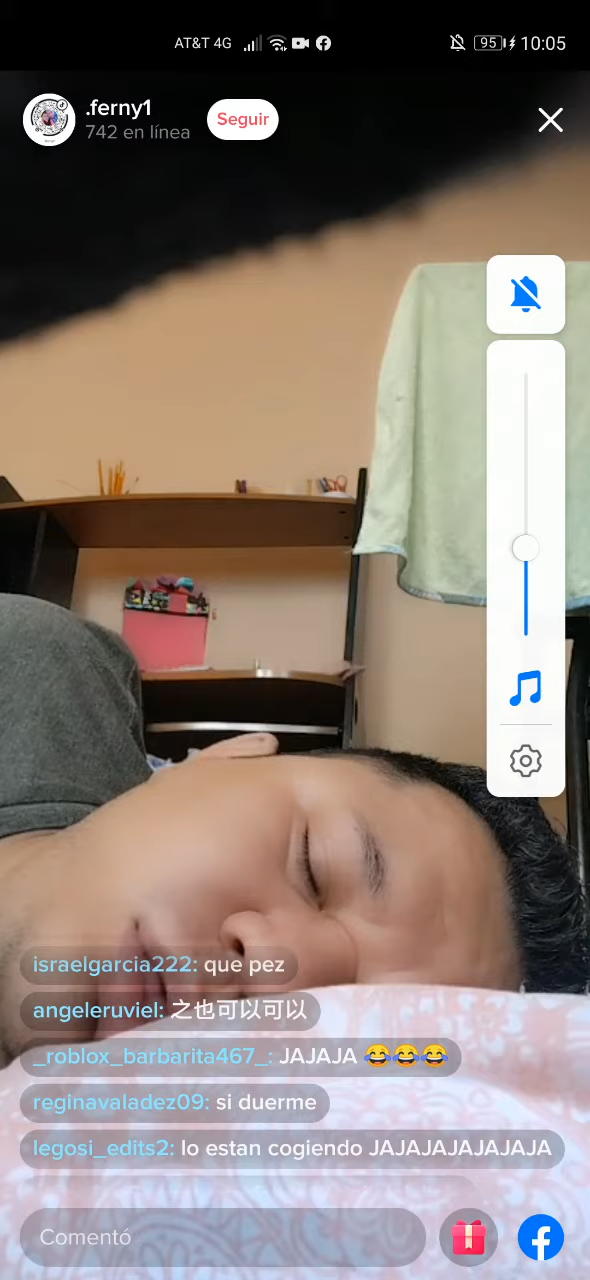 AT&T 4G 95 10:05
.ferny1
742 en línea
Seguir
israelgarcia222: que pez
angeleruviel: 之也可以可以
_roblox_barbarita467_: JAJAJA 😂😂😂
reginavaladez09: si duerme
legosi_edits2: lo estan cogiendo JAJAJAJAJAJAJA
Comentó